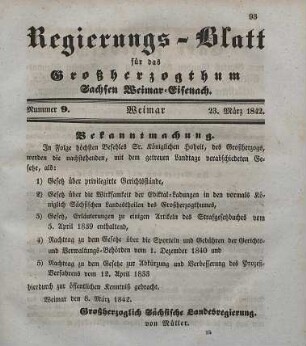 93
Regierungs-Blatt
für das
Großherzogthum
Sachsen Weimar-Eisenach.
Nummer 9. Weimar 23. März 1842.
Bekanntmachung.
In Folge höchsten Befehles Sr. Königlichen Hoheit, des Großherzogs,
werden die nachstehenden, mit dem getreuen Landtage verabschiedeten Ge-
setze, als:
1) Gesetz über privilegirte Gerichtsstände,
2) Gesetz über die Wirksamkeit der Edictal-Ladungen in den vormals Kö-
niglich Sächsischen Landestheilen des Großherzogthumes,
3) Gesetz, Erläuterungen zu einigen Artikeln des Strafgesetzbuches vom
5. April 1839 enthaltend,
4) Nachtrag zu dem Gesetze über die Sporteln und Gebühren der Gerichts-
und Verwaltungs-Behörden vom 1. Dezember 1840 und
5) Nachtrag zu dem Gesetze zur Abkürzung und Verbesserung des Prozeß-
Verfahrens vom 12. April 1833
hierdurch zur öffentlichen Kenntniß gebracht.
Weimar den 6. März 1842.
Großherzoglich Sächsische Landesregierung.
von Müller.